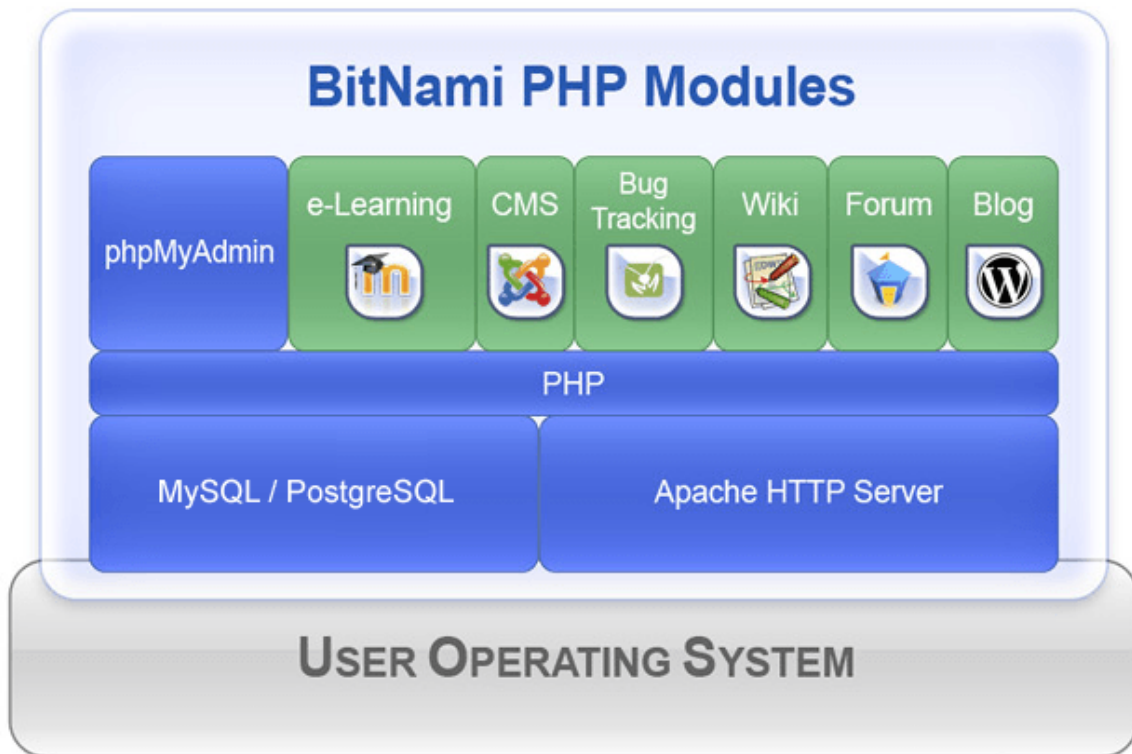 BitNami PHP Modules
phpMyAdmin
e-Learning
CMS
Bug
Tracking
Wiki
Forum
Blog
PHP
MySQL / PostgreSQL
Apache HTTP Server
USER OPERATING SYSTEM